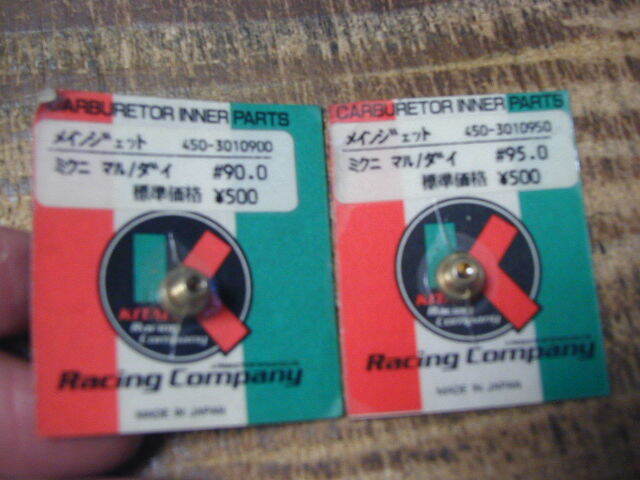 CARBURETOR INNER PARTS
メインジェット 450-3010900
ミクニ マル/ダイ #90.0
標準価格 ¥500
Racing
Company
Racing Company
MADE IN JAPAN
CARBURETOR INNER PARTS
メインジェット 450-3010950
ミクニ マル/ダイ #95.0
標準価格 ¥500
Racing
Company
Racing Company
MADE IN JAPAN